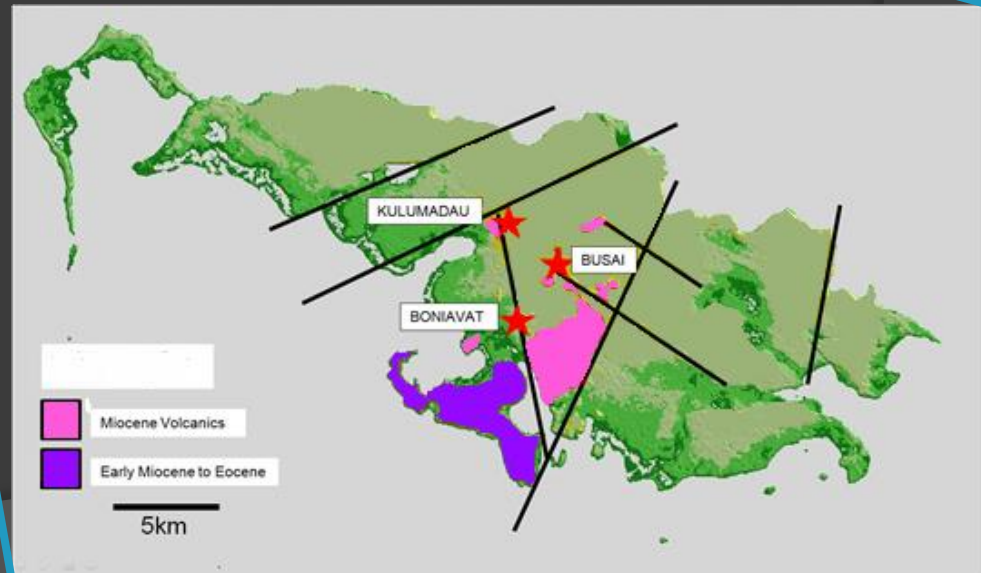 KULUMADAU
BUSAI
BONIAVAT
Miocene Volcanics
Early Miocene to Eocene
5km